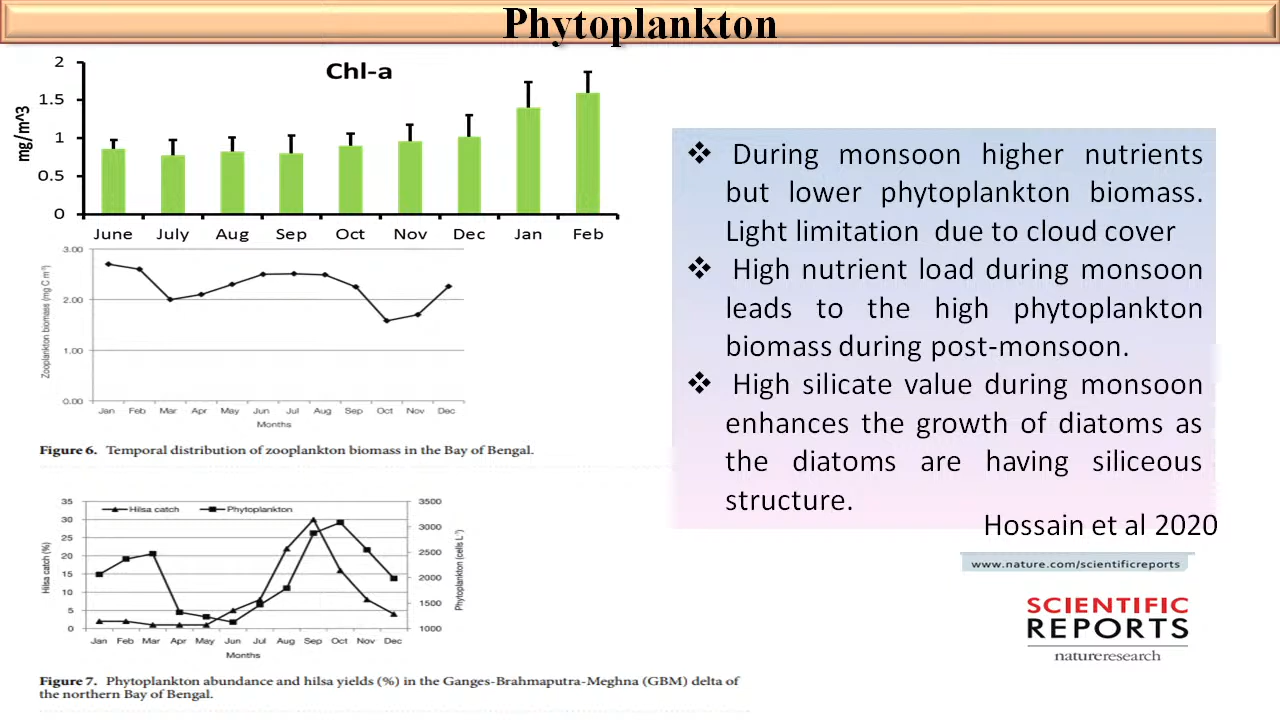 Phytoplankton
Chl-a
mg/m^3
2
1.5
1
0.5
0
June July Aug Sep Oct Nov Dec Jan Feb
Zooplankton biomass (mg C m⁻³)
3.00
2.00
1.00
0.00
Jan Feb Mar Apr May Jun Jul Aug Sep Oct Nov Dec
Months
Figure 6. Temporal distribution of zooplankton biomass in the Bay of Bengal.
Hilsa catch Phytoplankton
Hilsa catch (%)
35
30
25
20
15
10
5
0
3500
3000
2500
2000
1500
1000
Phytoplankton (cells L⁻¹)
Jan Feb Mar Apr May Jun Jul Aug Sep Oct Nov Dec
Months
Figure 7. Phytoplankton abundance and hilsa yields (%) in the Ganges-Brahmaputra-Meghna (GBM) delta of
the northern Bay of Bengal.
❖ During monsoon higher nutrients
but lower phytoplankton biomass.
Light limitation due to cloud cover
❖ High nutrient load during monsoon
leads to the high phytoplankton
biomass during post-monsoon.
❖ High silicate value during monsoon
enhances the growth of diatoms as
the diatoms are having siliceous
structure.
Hossain et al 2020
www.nature.com/scientificreports
SCIENTIFIC
REPORTS
natureresearch